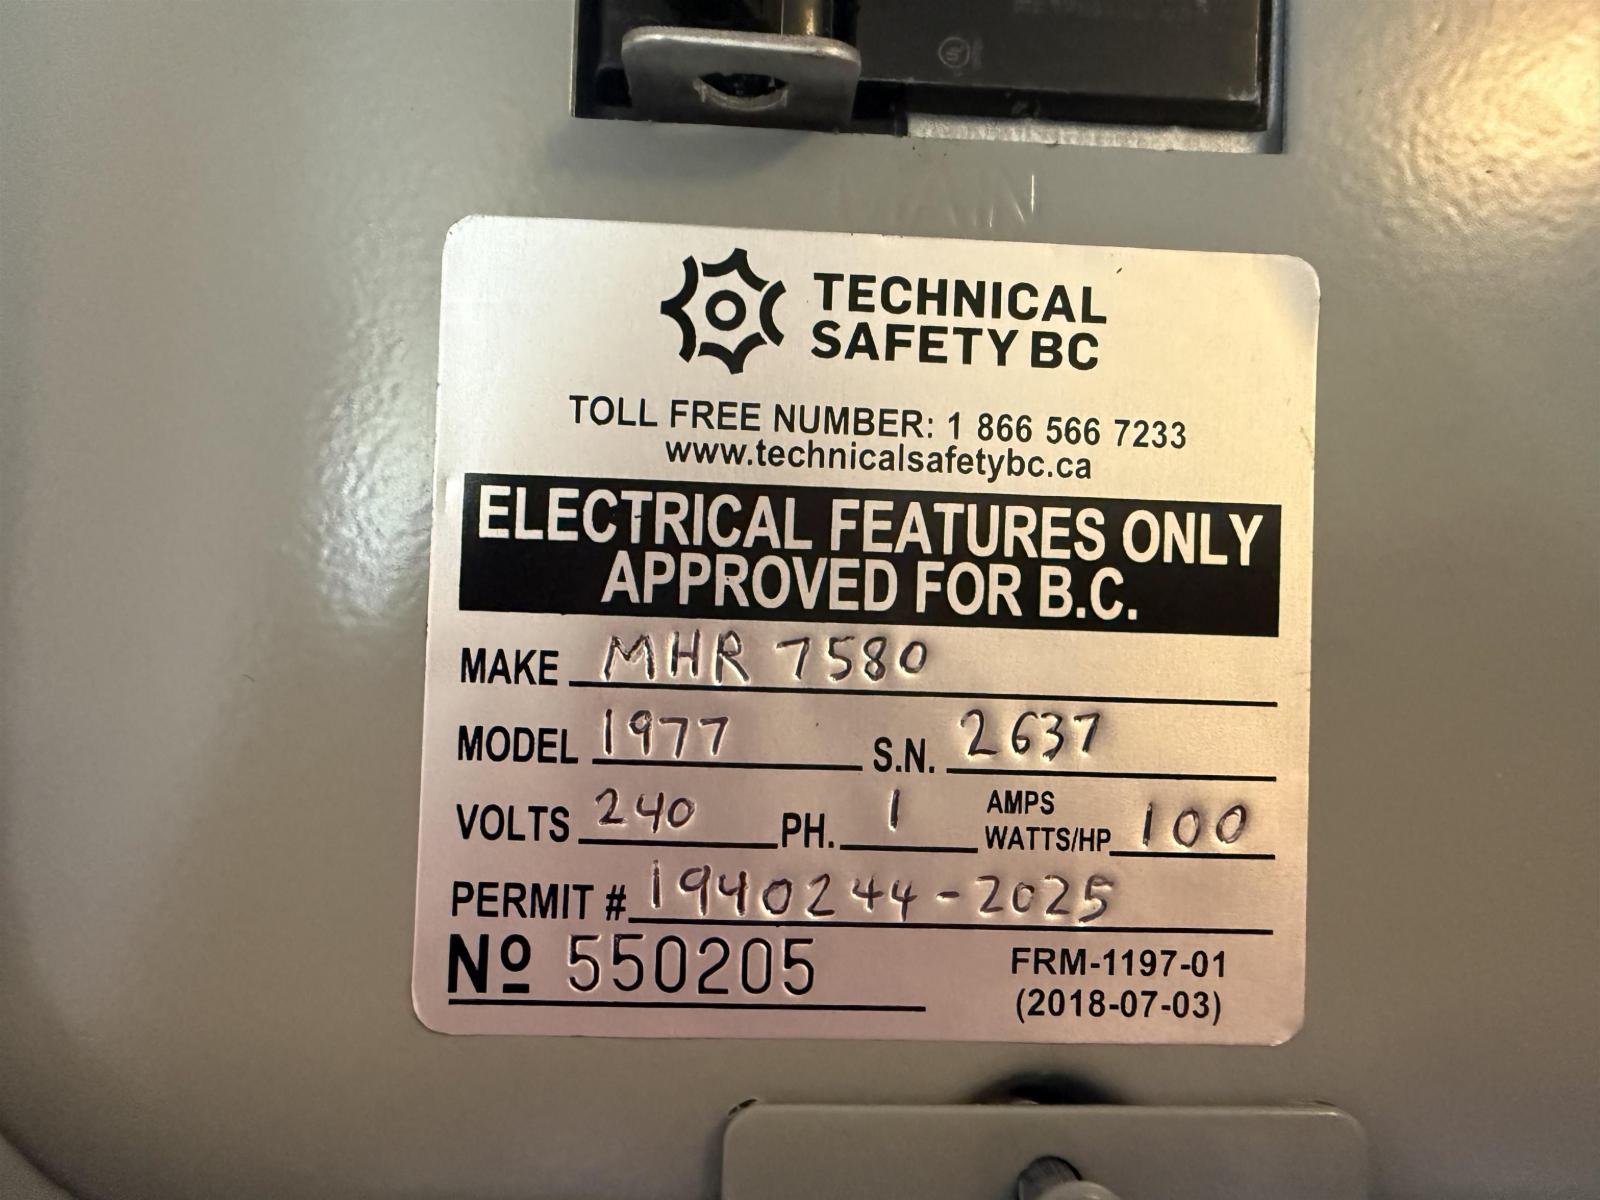 MAIN
TECHNICAL
SAFETY BC
TOLL FREE NUMBER: 1 866 566 7233
www.technicalsafetybc.ca
ELECTRICAL FEATURES ONLY
APPROVED FOR B.C.
MAKE MHR 7580
MODEL 1977 S.N. 2637
VOLTS 240 PH. 1 AMPS WATTS/HP 100
PERMIT # 1940244-2025
Nº 550205
FRM-1197-01
(2018-07-03)